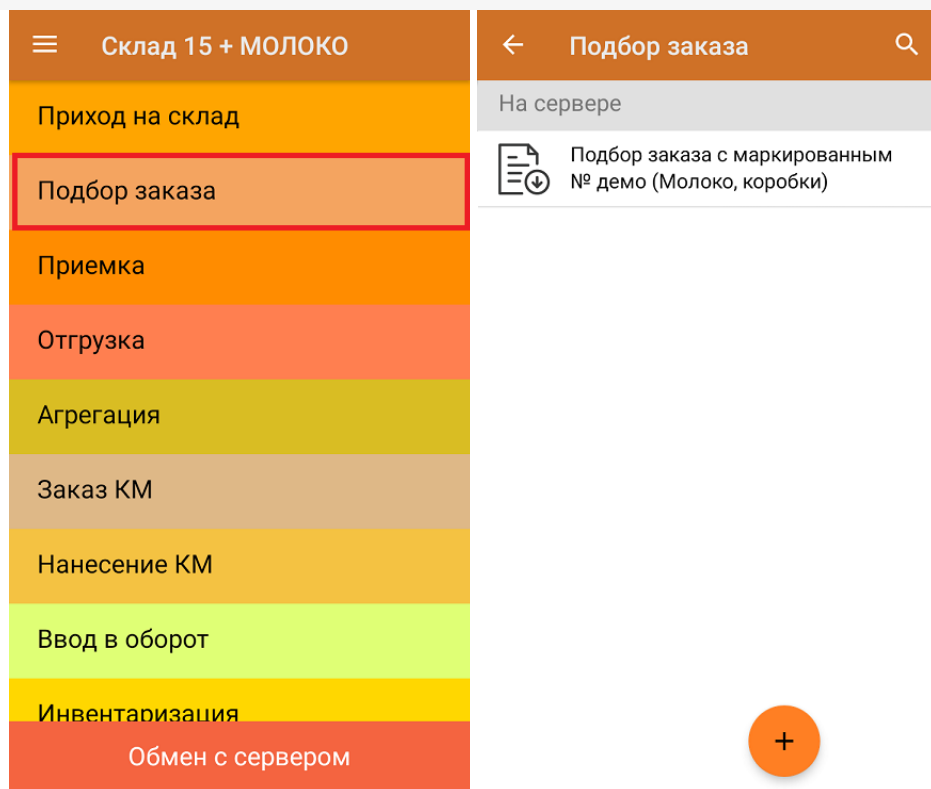 Склад 15 + МОЛОКО
Приход на склад
Подбор заказа
Приемка
Отгрузка
Агрегация
Заказ КМ
Нанесение КМ
Ввод в оборот
Инвентаризация
Обмен с сервером
Подбор заказа
На сервере
Подбор заказа с маркированным
№ демо (Молоко, коробки)
+